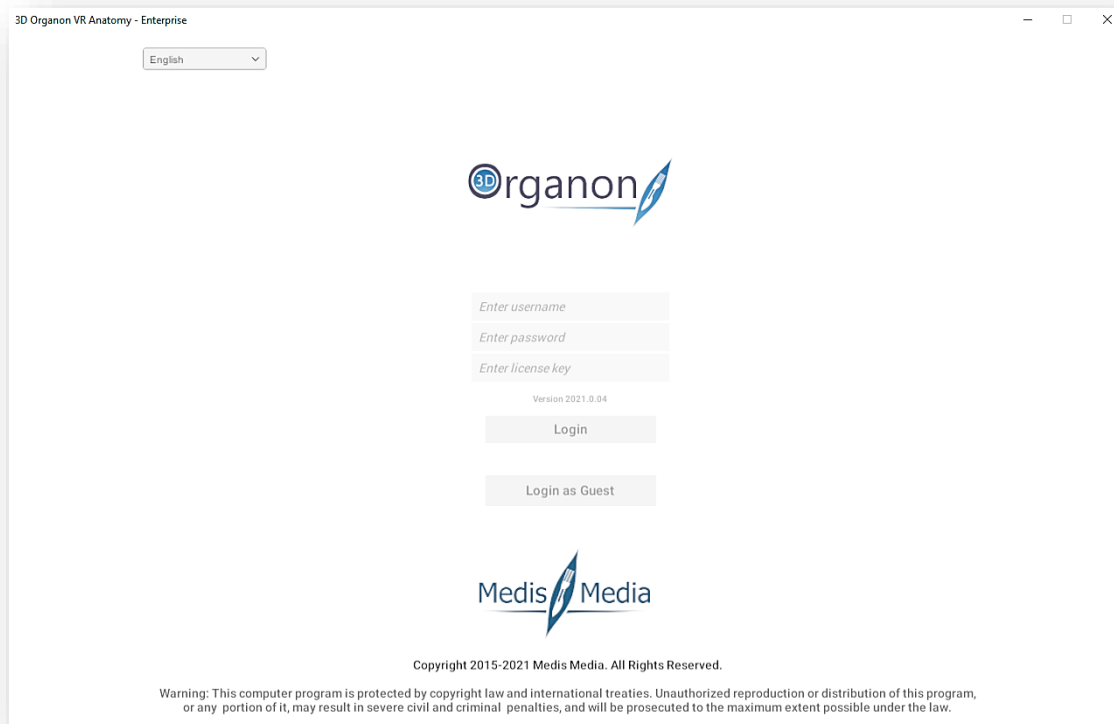 3D Organon VR Anatomy - Enterprise
English
3D Organon
Enter username
Enter password
Enter license key
Version 2021.0.04
Login
Login as Guest
Medis Media
Copyright 2015-2021 Medis Media. All Rights Reserved.
Warning: This computer program is protected by copyright law and international treaties. Unauthorized reproduction or distribution of this program,
or any portion of it, may result in severe civil and criminal penalties, and will be prosecuted to the maximum extent possible under the law.